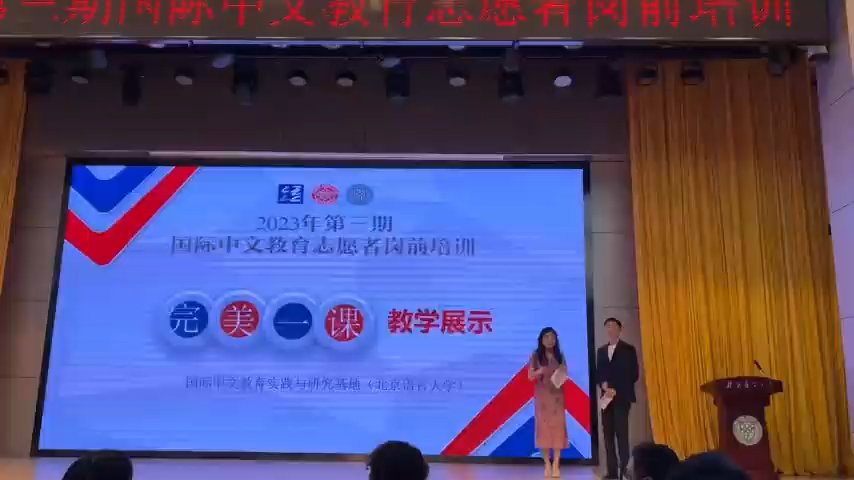 第三期国际中文教育志愿者岗前培训
2023年第三期
国际中文教育志愿者岗前培训
完美一课 教学展示
国际中文教育实践与研究基地（北京语言大学）